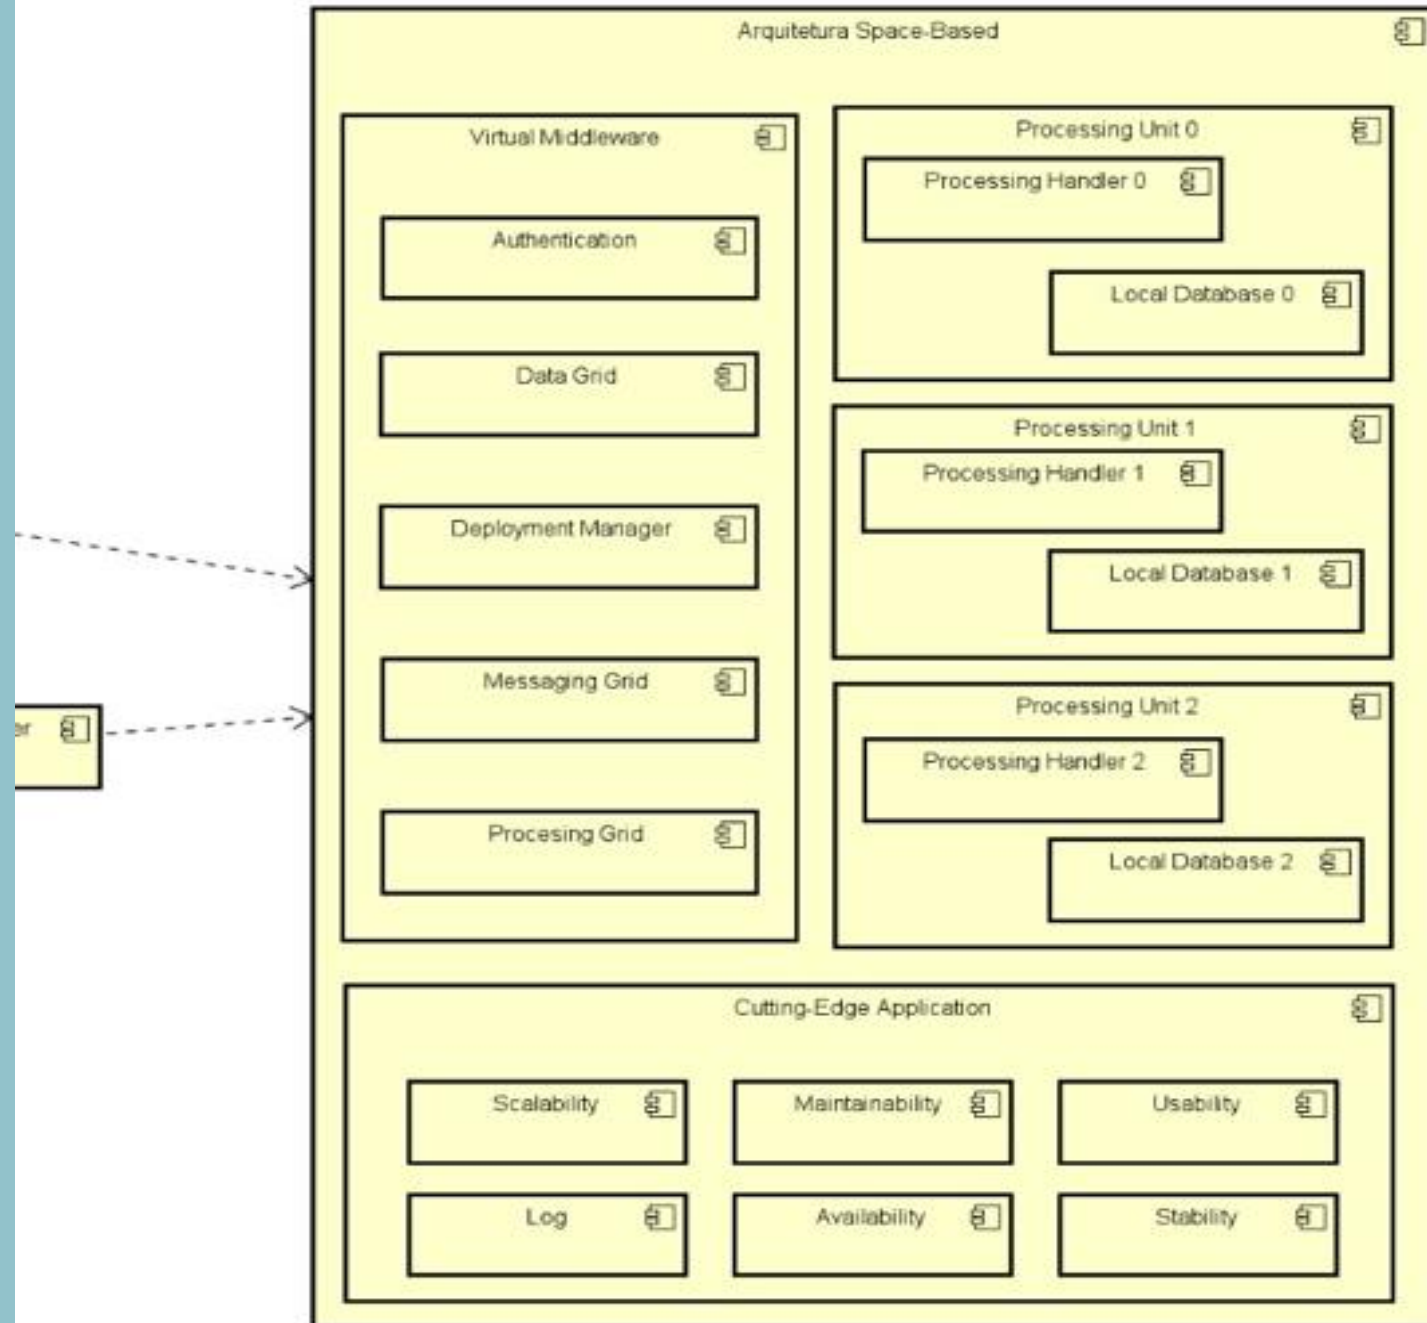 Arquitetura Space-Based
Virtual Middleware
Authentication
Data Grid
Deployment Manager
Messaging Grid
Procesing Grid
Processing Unit 0
Processing Handler 0
Local Database 0
Processing Unit 1
Processing Handler 1
Local Database 1
Processing Unit 2
Processing Handler 2
Local Database 2
er
Cutting-Edge Application
Scalability
Maintainability
Usability
Log
Availability
Stability